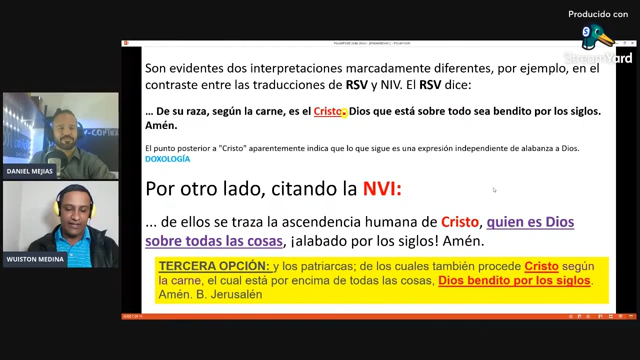 Producido con
StreamYard
Son evidentes dos interpretaciones marcadamente diferentes, por ejemplo, en el
contraste entre las traducciones de RSV y NIV. El RSV dice:
... De su raza, según la carne, es el Cristo. Dios que está sobre todo sea bendito por los siglos.
Amén.
El punto posterior a "Cristo" aparentemente indica que lo que sigue es una expresión independiente de alabanza a Dios.
DOXOLOGÍA
DANIEL MEJIAS
Por otro lado, citando la NVI:
... de ellos se traza la ascendencia humana de Cristo, quien es Dios
sobre todas las cosas, ¡alabado por los siglos! Amén.
WUISTON MEDINA
TERCERA OPCIÓN: y los patriarcas; de los cuales también procede Cristo según
la carne, el cual está por encima de todas las cosas, Dios bendito por los siglos.
Amén. B. Jerusalén